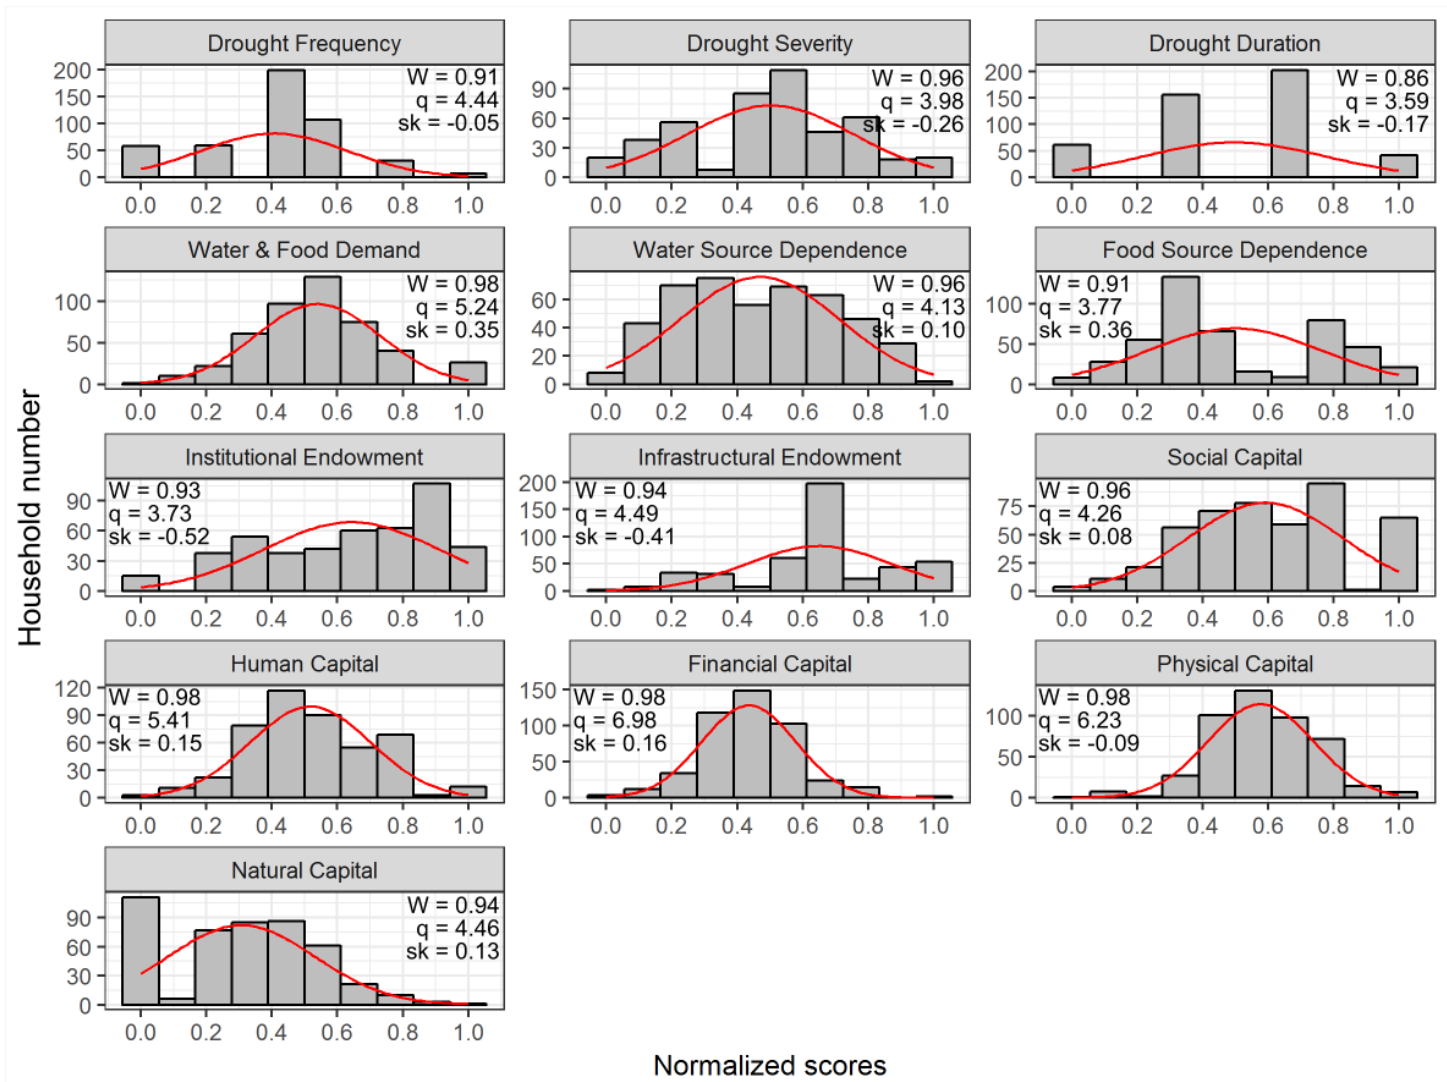 Drought Frequency
W = 0.91
q = 4.44
sk = -0.05
200
150
100
50
0
0.0 0.2 0.4 0.6 0.8 1.0
Drought Severity
W = 0.96
q = 3.98
sk = -0.26
90
60
30
0
0.0 0.2 0.4 0.6 0.8 1.0
Drought Duration
W = 0.86
q = 3.59
sk = -0.17
200
150
100
50
0
0.0 0.2 0.4 0.6 0.8 1.0
Water & Food Demand
W = 0.98
q = 5.24
sk = 0.35
100
50
0
0.0 0.2 0.4 0.6 0.8 1.0
Water Source Dependence
W = 0.96
q = 4.13
sk = 0.10
60
40
20
0
0.0 0.2 0.4 0.6 0.8 1.0
Food Source Dependence
W = 0.91
q = 3.77
sk = 0.36
100
50
0
0.0 0.2 0.4 0.6 0.8 1.0
Household number
Institutional Endowment
W = 0.93
q = 3.73
sk = -0.52
90
60
30
0
0.0 0.2 0.4 0.6 0.8 1.0
Infrastructural Endowment
W = 0.94
q = 4.49
sk = -0.41
200
150
100
50
0
0.0 0.2 0.4 0.6 0.8 1.0
Social Capital
W = 0.96
q = 4.26
sk = 0.08
75
50
25
0
0.0 0.2 0.4 0.6 0.8 1.0
Human Capital
W = 0.98
q = 5.41
sk = 0.15
120
90
60
30
0
0.0 0.2 0.4 0.6 0.8 1.0
Financial Capital
W = 0.98
q = 6.98
sk = 0.16
150
100
50
0
0.0 0.2 0.4 0.6 0.8 1.0
Physical Capital
W = 0.98
q = 6.23
sk = -0.09
100
50
0
0.0 0.2 0.4 0.6 0.8 1.0
Natural Capital
W = 0.94
q = 4.46
sk = 0.13
90
60
30
0
0.0 0.2 0.4 0.6 0.8 1.0
Normalized scores